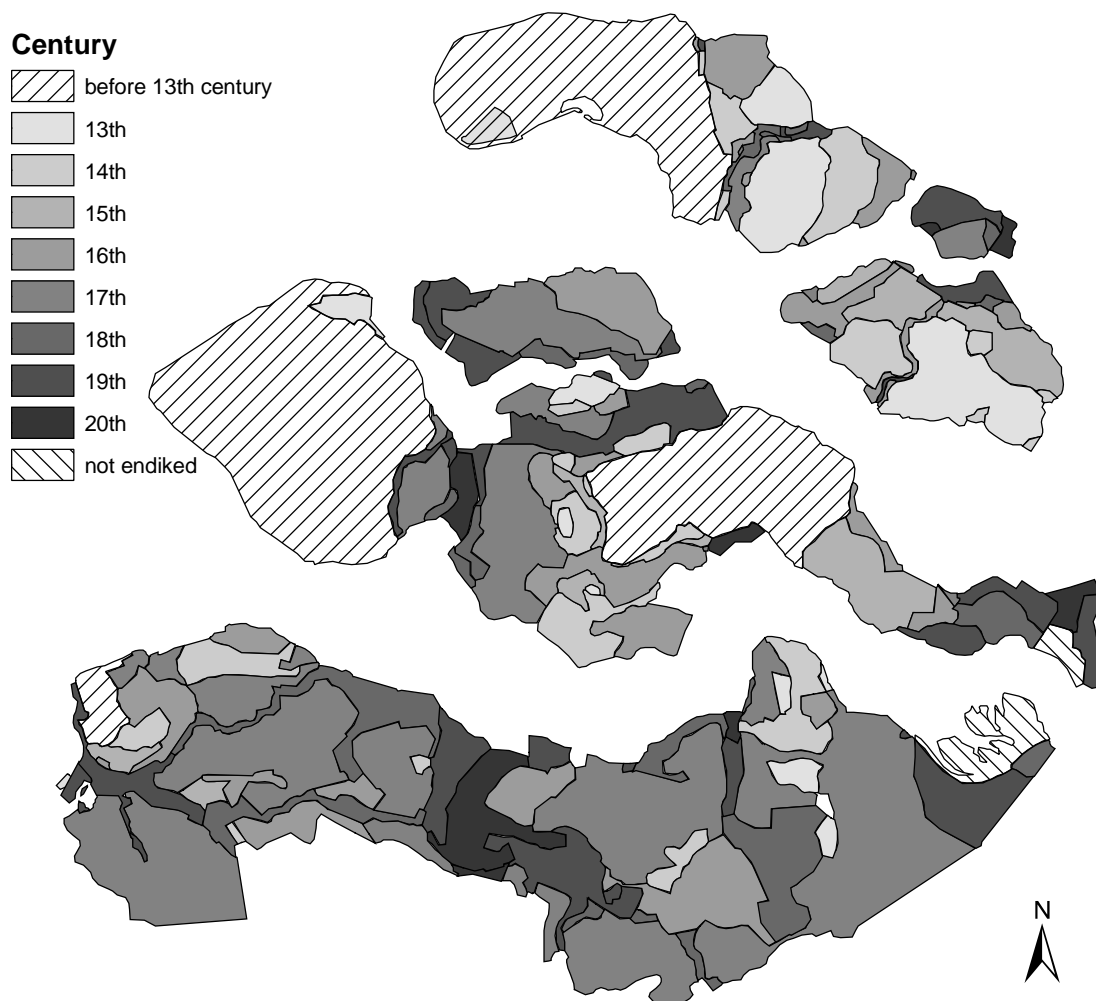 Century
before 13th century
13th
14th
15th
16th
17th
18th
19th
20th
not endiked
N